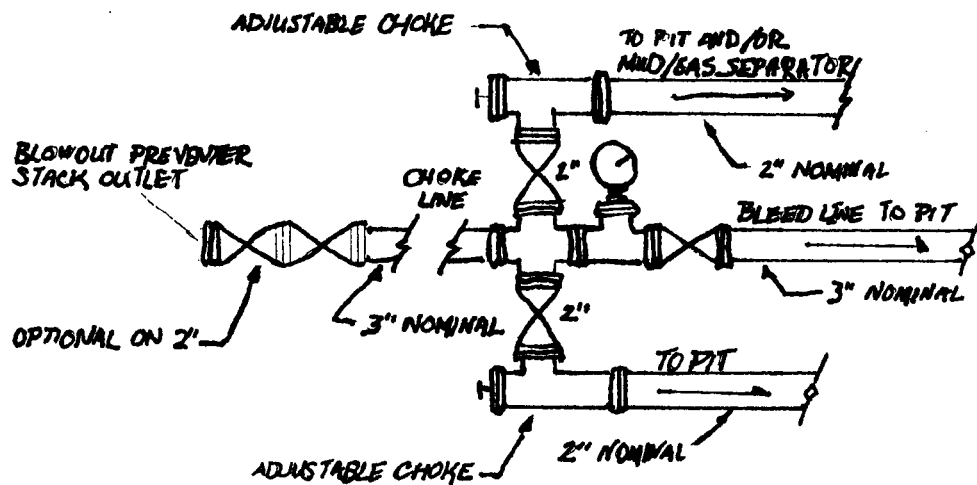 ADJUSTABLE CHOKE
TO PIT AND/OR
MUD/GAS SEPARATOR
BLOWOUT PREVENTER
STACK OUTLET
CHOKE
LINE
2"
2" NOMINAL
BLEED LINE TO PIT
3" NOMINAL
OPTIONAL ON 2"
3" NOMINAL
2"
TO PIT
2" NOMINAL
ADJUSTABLE CHOKE